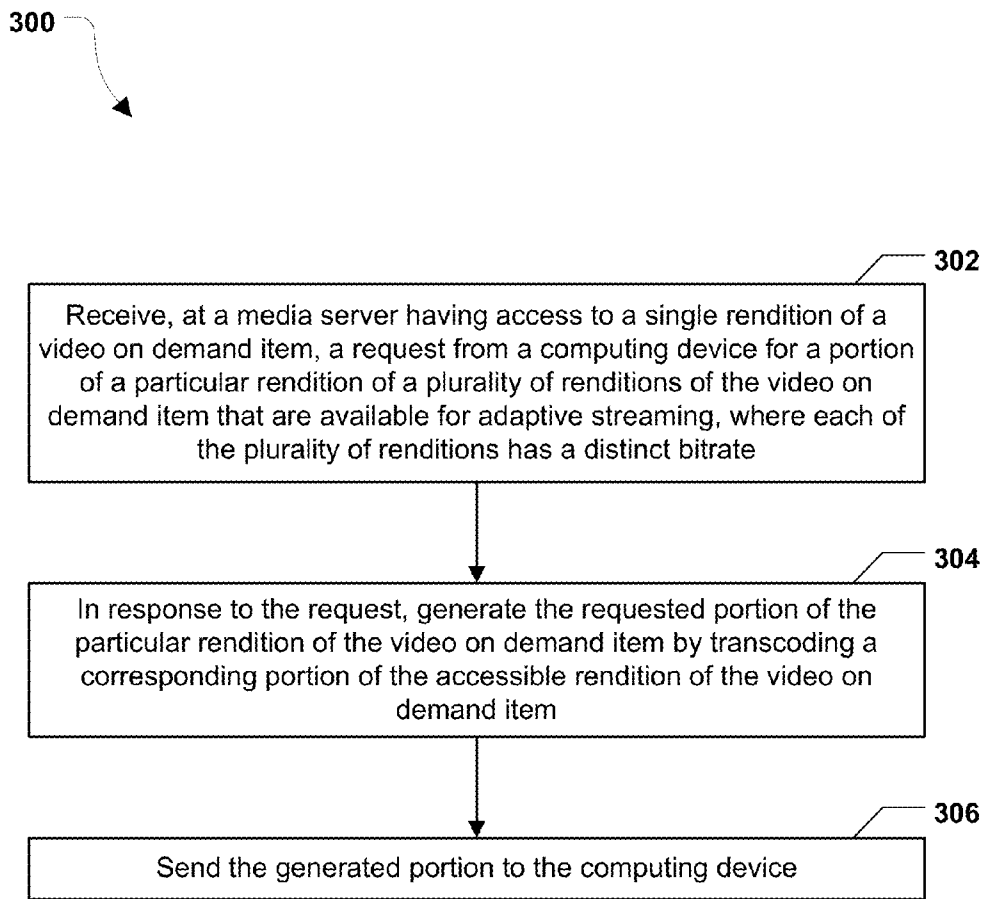 300
302
Receive, at a media server having access to a single rendition of a
video on demand item, a request from a computing device for a portion
of a particular rendition of a plurality of renditions of the video on
demand item that are available for adaptive streaming, where each of
the plurality of renditions has a distinct bitrate
304
In response to the request, generate the requested portion of the
particular rendition of the video on demand item by transcoding a
corresponding portion of the accessible rendition of the video on
demand item
306
Send the generated portion to the computing device